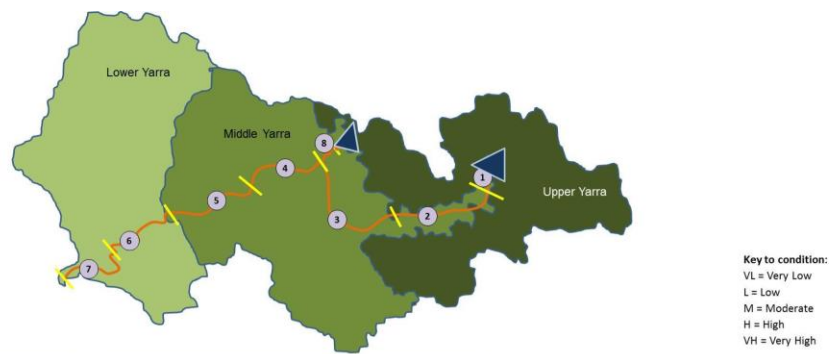 Lower Yarra
Middle Yarra
8
1
4
Upper Yarra
5
2
3
6
7
Key to condition:
VL = Very Low
L = Low
M = Moderate
H = High
VH = Very High